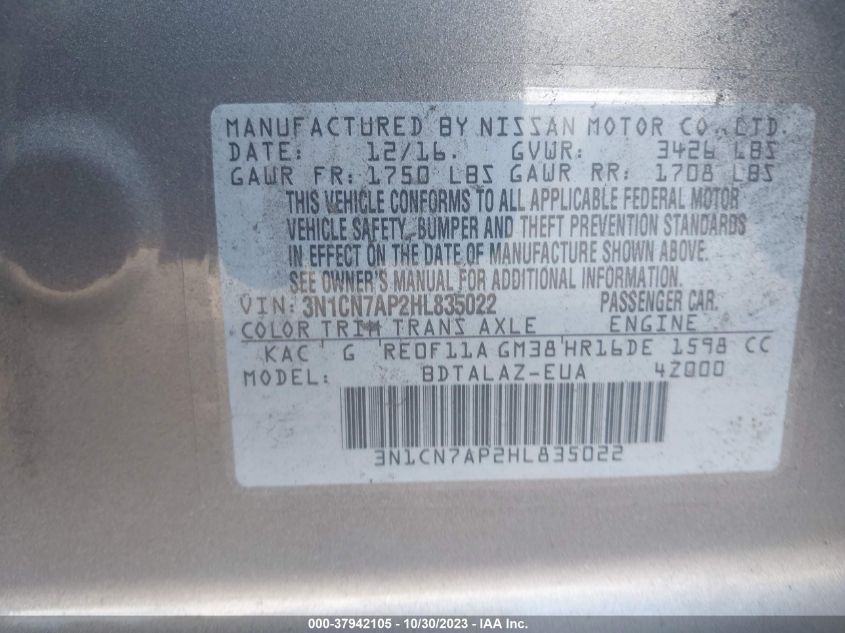 MANUFACTURED BY NISSAN MOTOR CO., LTD.
DATE: 12/16. GVWR: 3426 LBS
GAWR FR: 1750 LBS GAWR RR: 1708 LBS
THIS VEHICLE CONFORMS TO ALL APPLICABLE FEDERAL MOTOR
VEHICLE SAFETY, BUMPER AND THEFT PREVENTION STANDARDS
IN EFFECT ON THE DATE OF MANUFACTURE SHOWN ABOVE.
SEE OWNER'S MANUAL FOR ADDITIONAL INFORMATION.
VIN: 3N1CN7AP2HL835022 PASSENGER CAR.
COLOR TRIM TRANS AXLE ENGINE
KAC G RE0F11A GM38 HR16DE 1598 CC
MODEL: BDTALAZ-EUA 4Z000
3N1CN7AP2HL835022
000-37942105 - 10/30/2023 - IAA Inc.